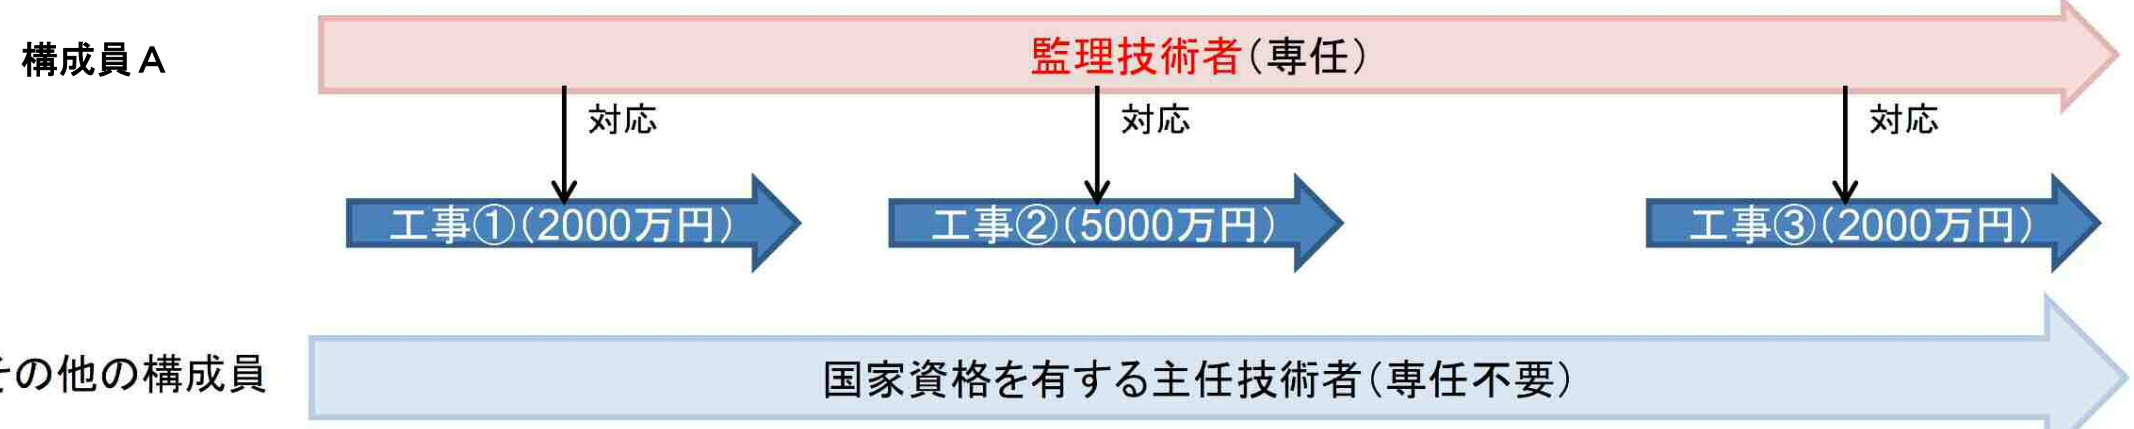 構成員A
監理技術者(専任)
対応
対応
対応
工事①(2000万円)
工事②(5000万円)
工事③(2000万円)
その他の構成員
国家資格を有する主任技術者(専任不要)